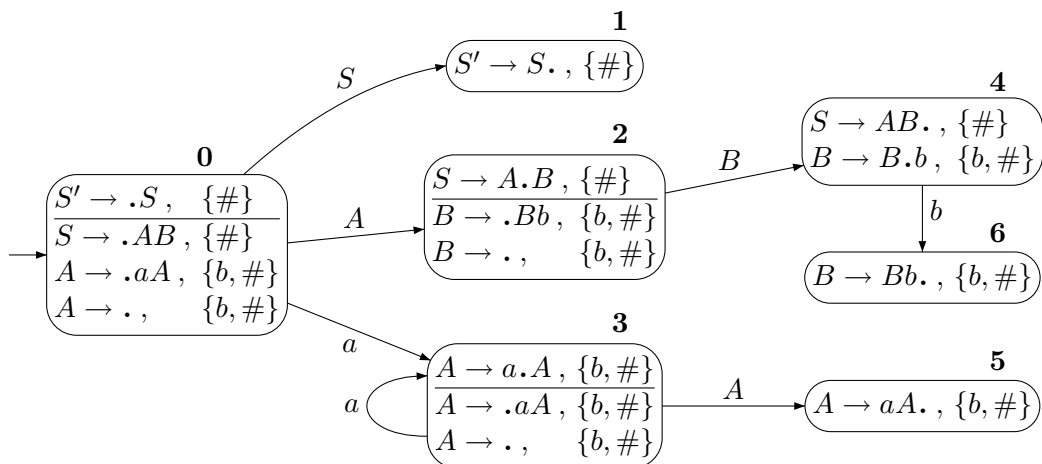 1
S′ → S. , {#}
S
0
S′ → .S , {#}
S → .AB , {#}
A → .aA , {b, #}
A → . , {b, #}
A
2
S → A.B , {#}
B → .Bb , {b, #}
B → . , {b, #}
B
4
S → AB. , {#}
B → B.b , {b, #}
b
6
B → Bb. , {b, #}
a
3
A → a.A , {b, #}
A → .aA , {b, #}
A → . , {b, #}
a
A
5
A → aA. , {b, #}